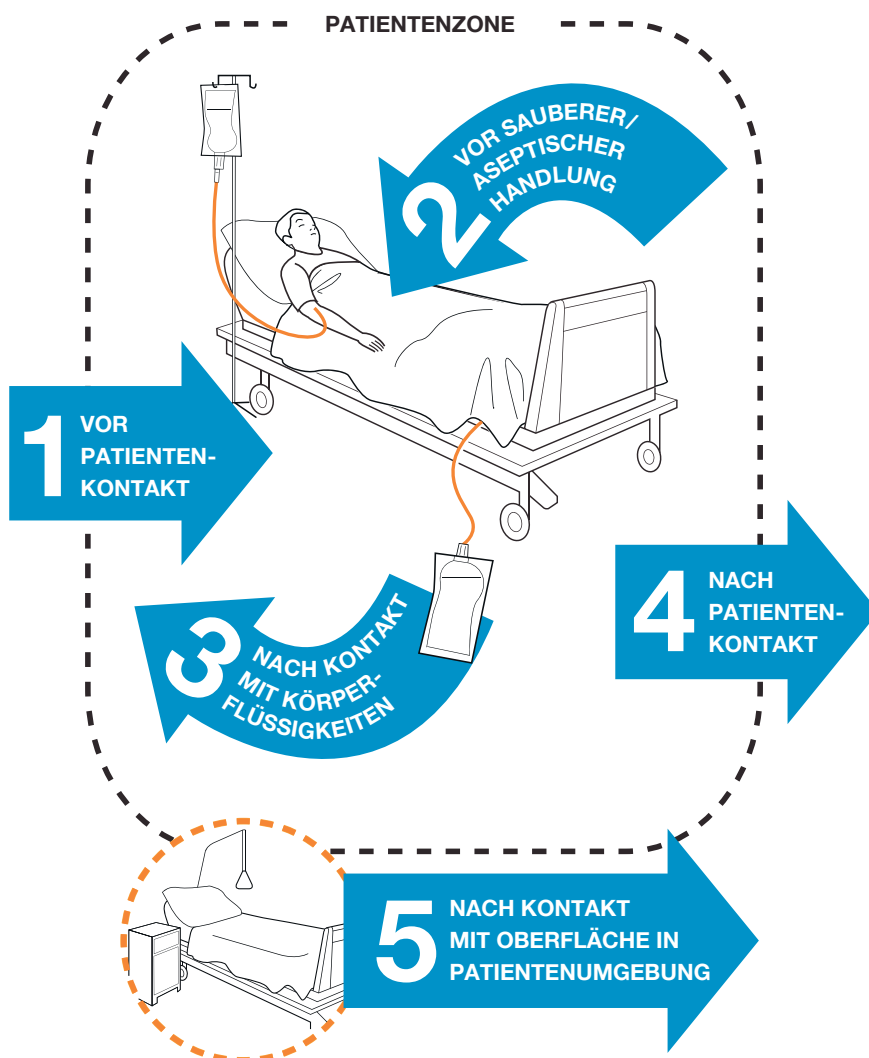 PATIENTENZONE
1
VOR
PATIENTEN-
KONTAKT
2
VOR SAUBERER/
ASEPTISCHER
HANDLUNG
3
NACH KONTAKT
MIT KÖRPER-
FLÜSSIGKEITEN
4
NACH
PATIENTEN-
KONTAKT
5
NACH KONTAKT
MIT OBERFLÄCHE IN
PATIENTENUMGEBUNG